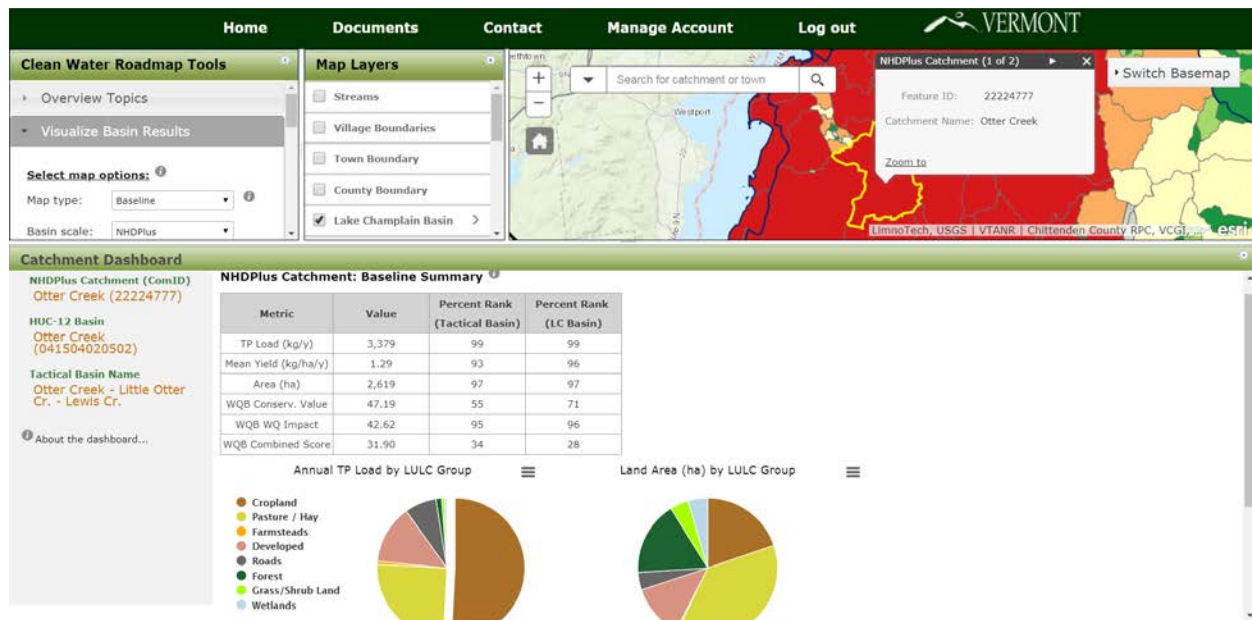 Home Documents Contact Manage Account Log out VERMONT
Clean Water Roadmap Tools
Overview Topics
Visualize Basin Results
Select map options:
Map type: Baseline
Basin scale: NHDPlus
Map Layers
Streams
Village Boundaries
Town Boundary
County Boundary
Lake Champlain Basin
+
Search for catchment or town
−
Westport
22
9N
NHDPlus Catchment (1 of 2)
Feature ID: 22224777
Catchment Name: Otter Creek
Zoom to
Switch Basemap
LimnoTech, USGS | VTANR | Chittenden County RPC, VCGI,
esri
Catchment Dashboard
NHDPlus Catchment (ComID)
Otter Creek (22224777)
HUC-12 Basin
Otter Creek
(041504020502)
Tactical Basin Name
Otter Creek - Little Otter
Cr. - Lewis Cr.
About the dashboard...
NHDPlus Catchment: Baseline Summary
Metric Value Percent Rank (Tactical Basin) Percent Rank (LC Basin)
TP Load (kg/y) 3,379 99 99
Mean Yield (kg/ha/y) 1.29 93 96
Area (ha) 2,619 97 97
WQB Conserv. Value 47.19 55 71
WQB WQ Impact 42.62 95 96
WQB Combined Score 31.90 34 28
Annual TP Load by LULC Group
Land Area (ha) by LULC Group
Cropland
Pasture / Hay
Farmsteads
Developed
Roads
Forest
Grass/Shrub Land
Wetlands